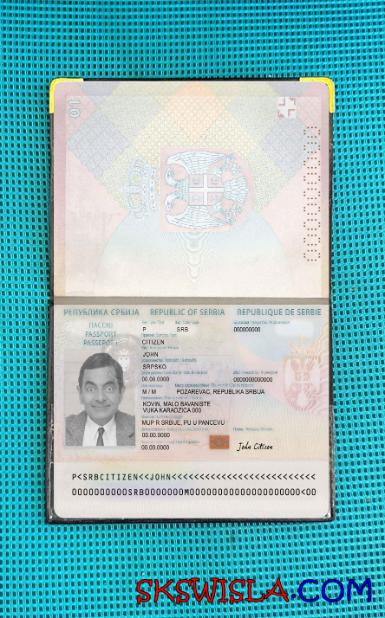 01
РЕПУБЛИКА СРБИЈА REPUBLIC OF SERBIA REPUBLIQUE DE SERBIE
ПАСОШ
PASSPORT
PASSEPORT
P SRB 000000000
CITIZEN
JOHN
SRPSKO
00.00.0000 0000000000000
M / M POZAREVAC, REPUBLIKA SRBIJA
KOVIN, MALO BAVANISTE
VUKA KARADZICA 000
MUP R SRBIJE, PU U PANCEVU
00.00.0000
00.00.0000
John Citizen
P<SRBCITIZEN<<JOHN<<<<<<<<<<<<<<<<<<<<<<<<<<
0000000000SRB0000000M0000000000000000000<00
SKSWISLA.COM